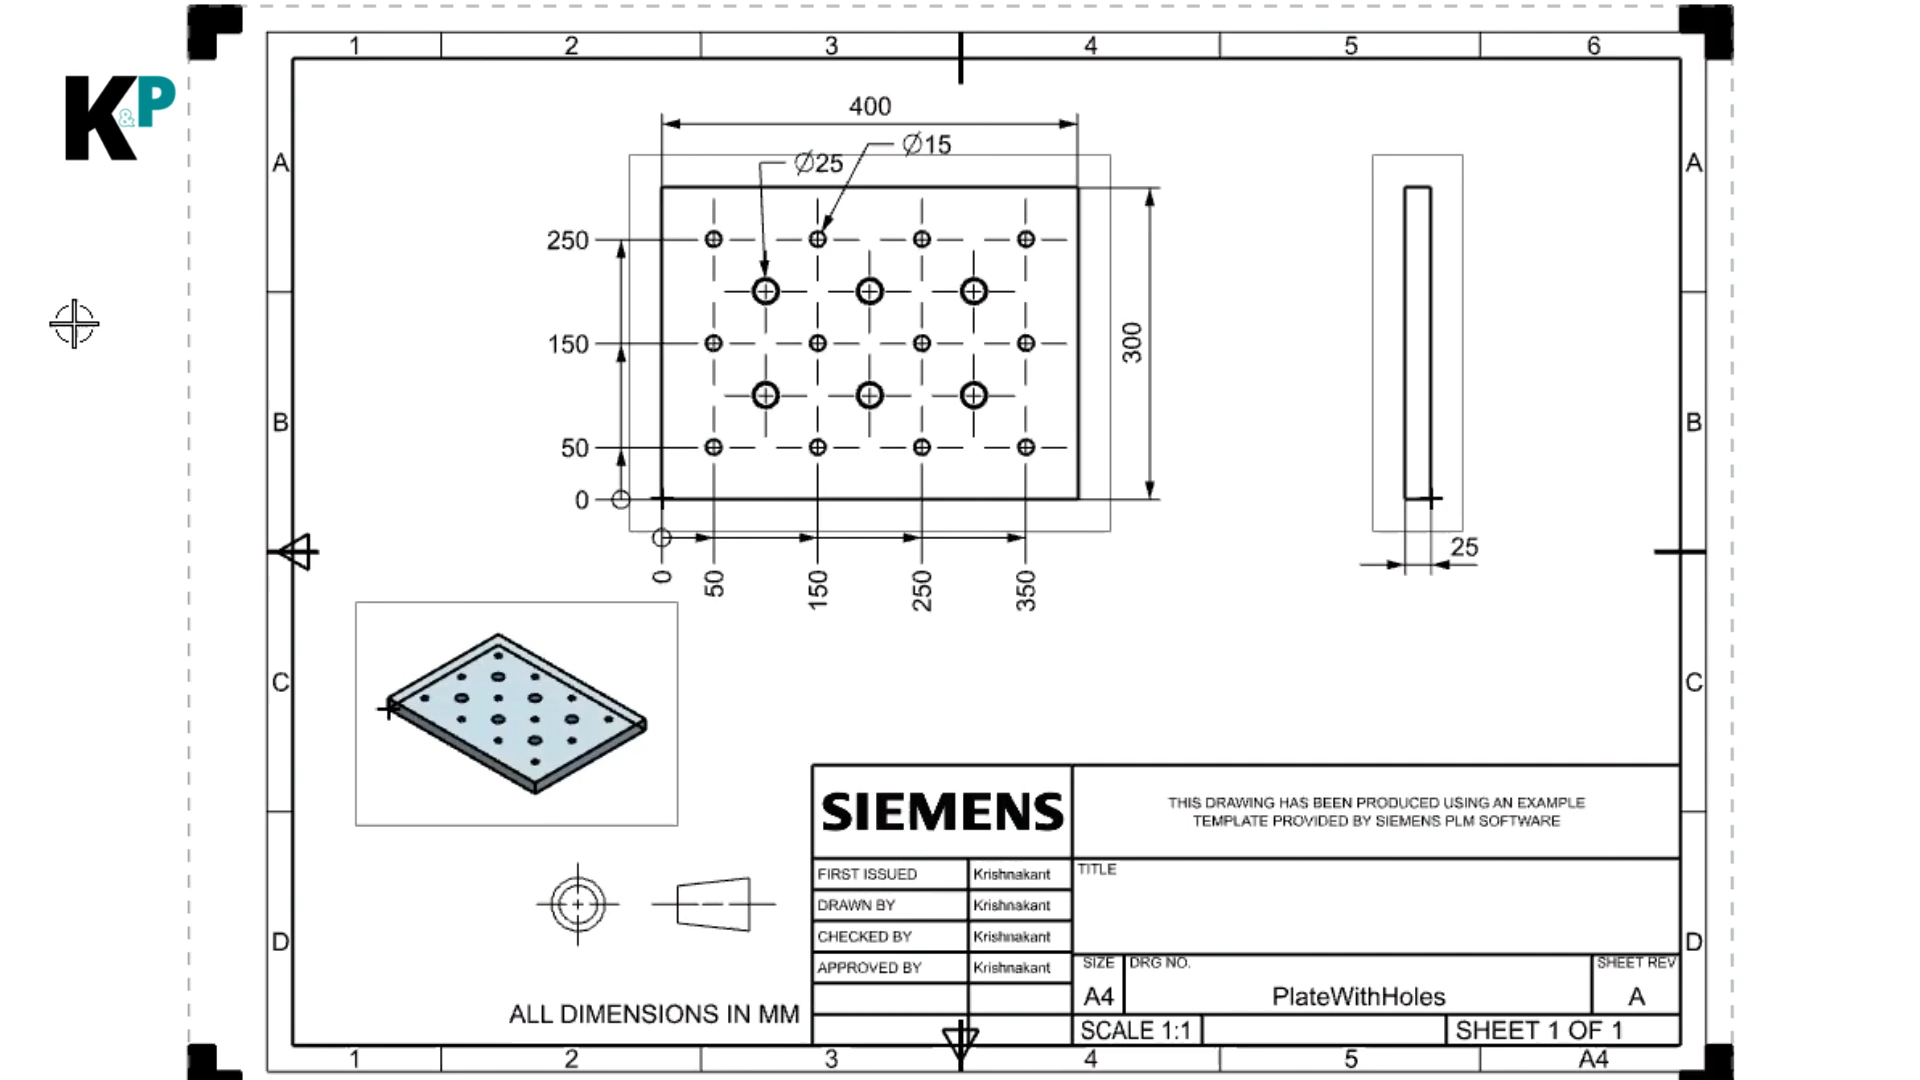 1 2 3 4 5 6
K&P
400
Ø15
Ø25
A A
250
150
300
50
0
B B
25
0 50 150 250 350
C C
SIEMENS
THIS DRAWING HAS BEEN PRODUCED USING AN EXAMPLE
TEMPLATE PROVIDED BY SIEMENS PLM SOFTWARE
FIRST ISSUED Krishnakant
TITLE
DRAWN BY Krishnakant
CHECKED BY Krishnakant
D D
APPROVED BY Krishnakant
SIZE DRG NO. SHEET REV
A4 PlateWithHoles A
ALL DIMENSIONS IN MM
SCALE 1:1 SHEET 1 OF 1
1 2 3 4 5 A4